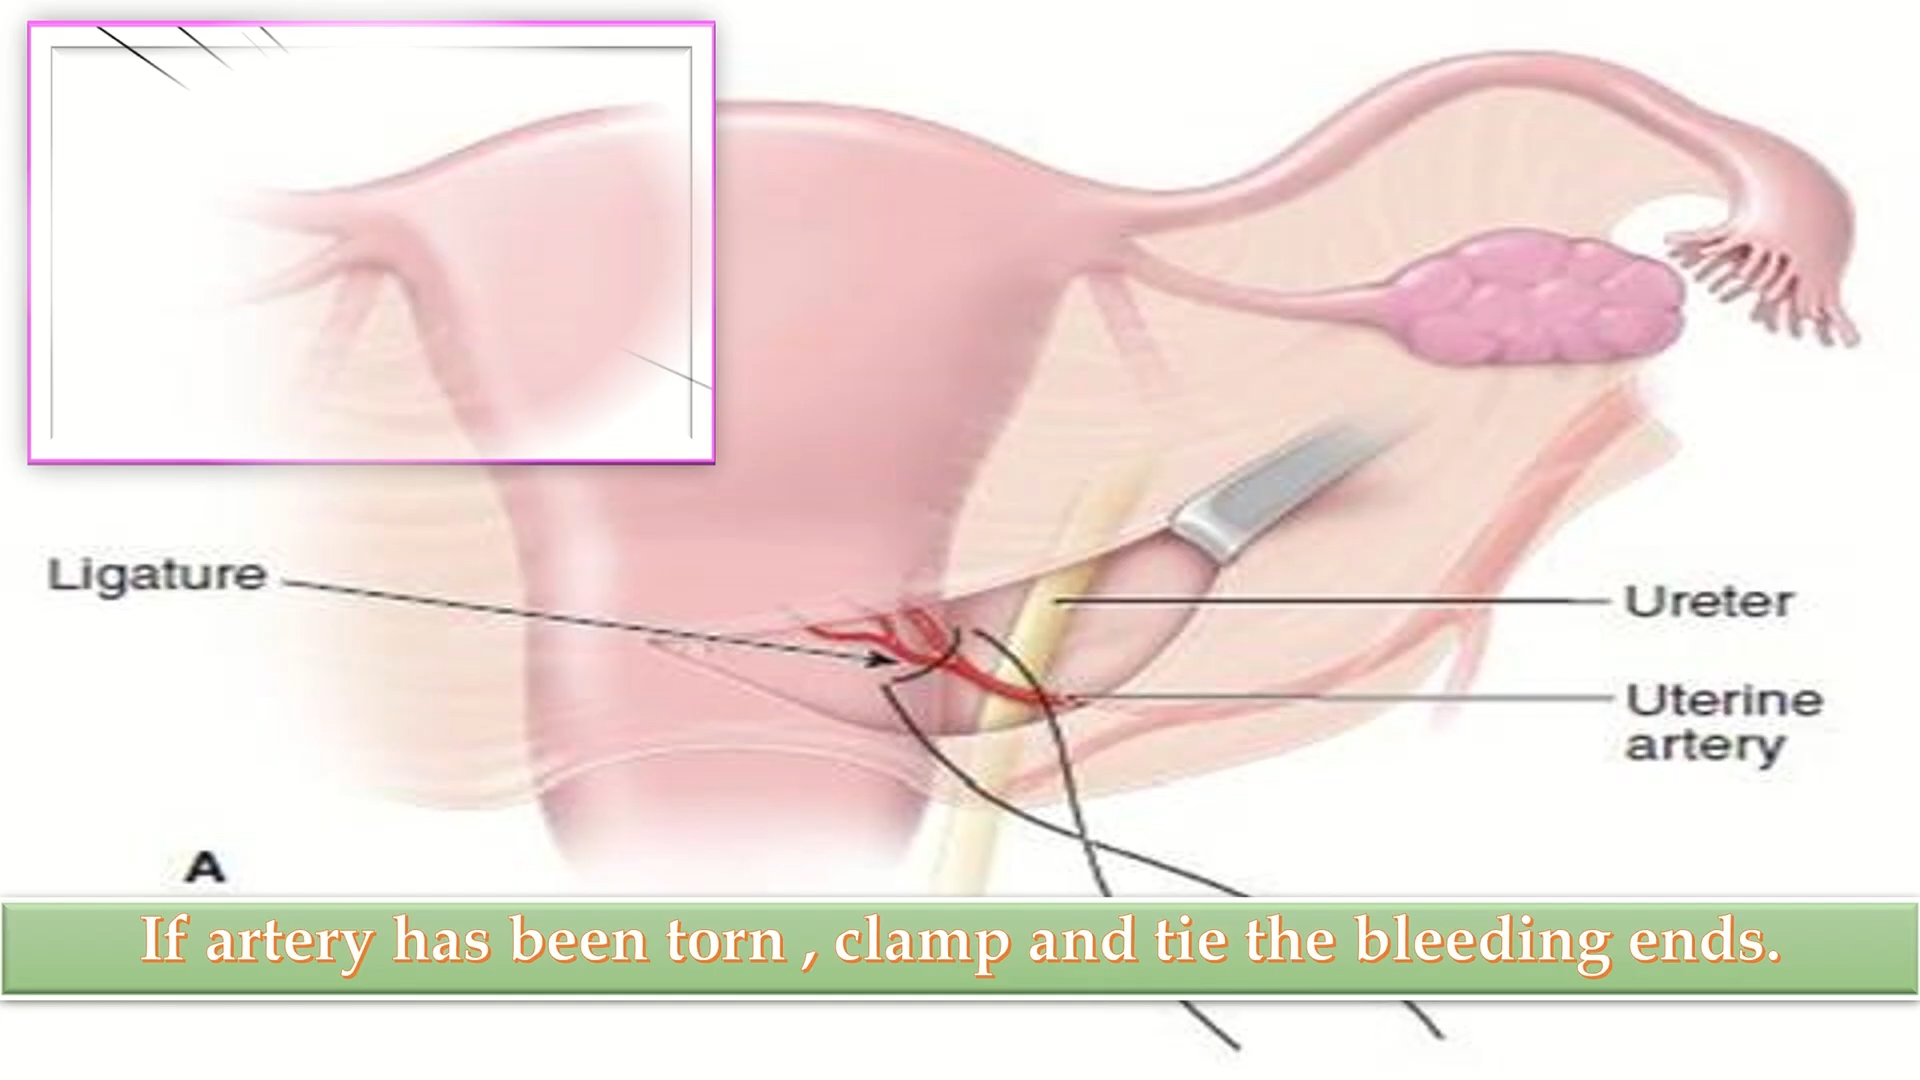 Ligature
Ureter
Uterine
artery
A
If artery has been torn , clamp and tie the bleeding ends.